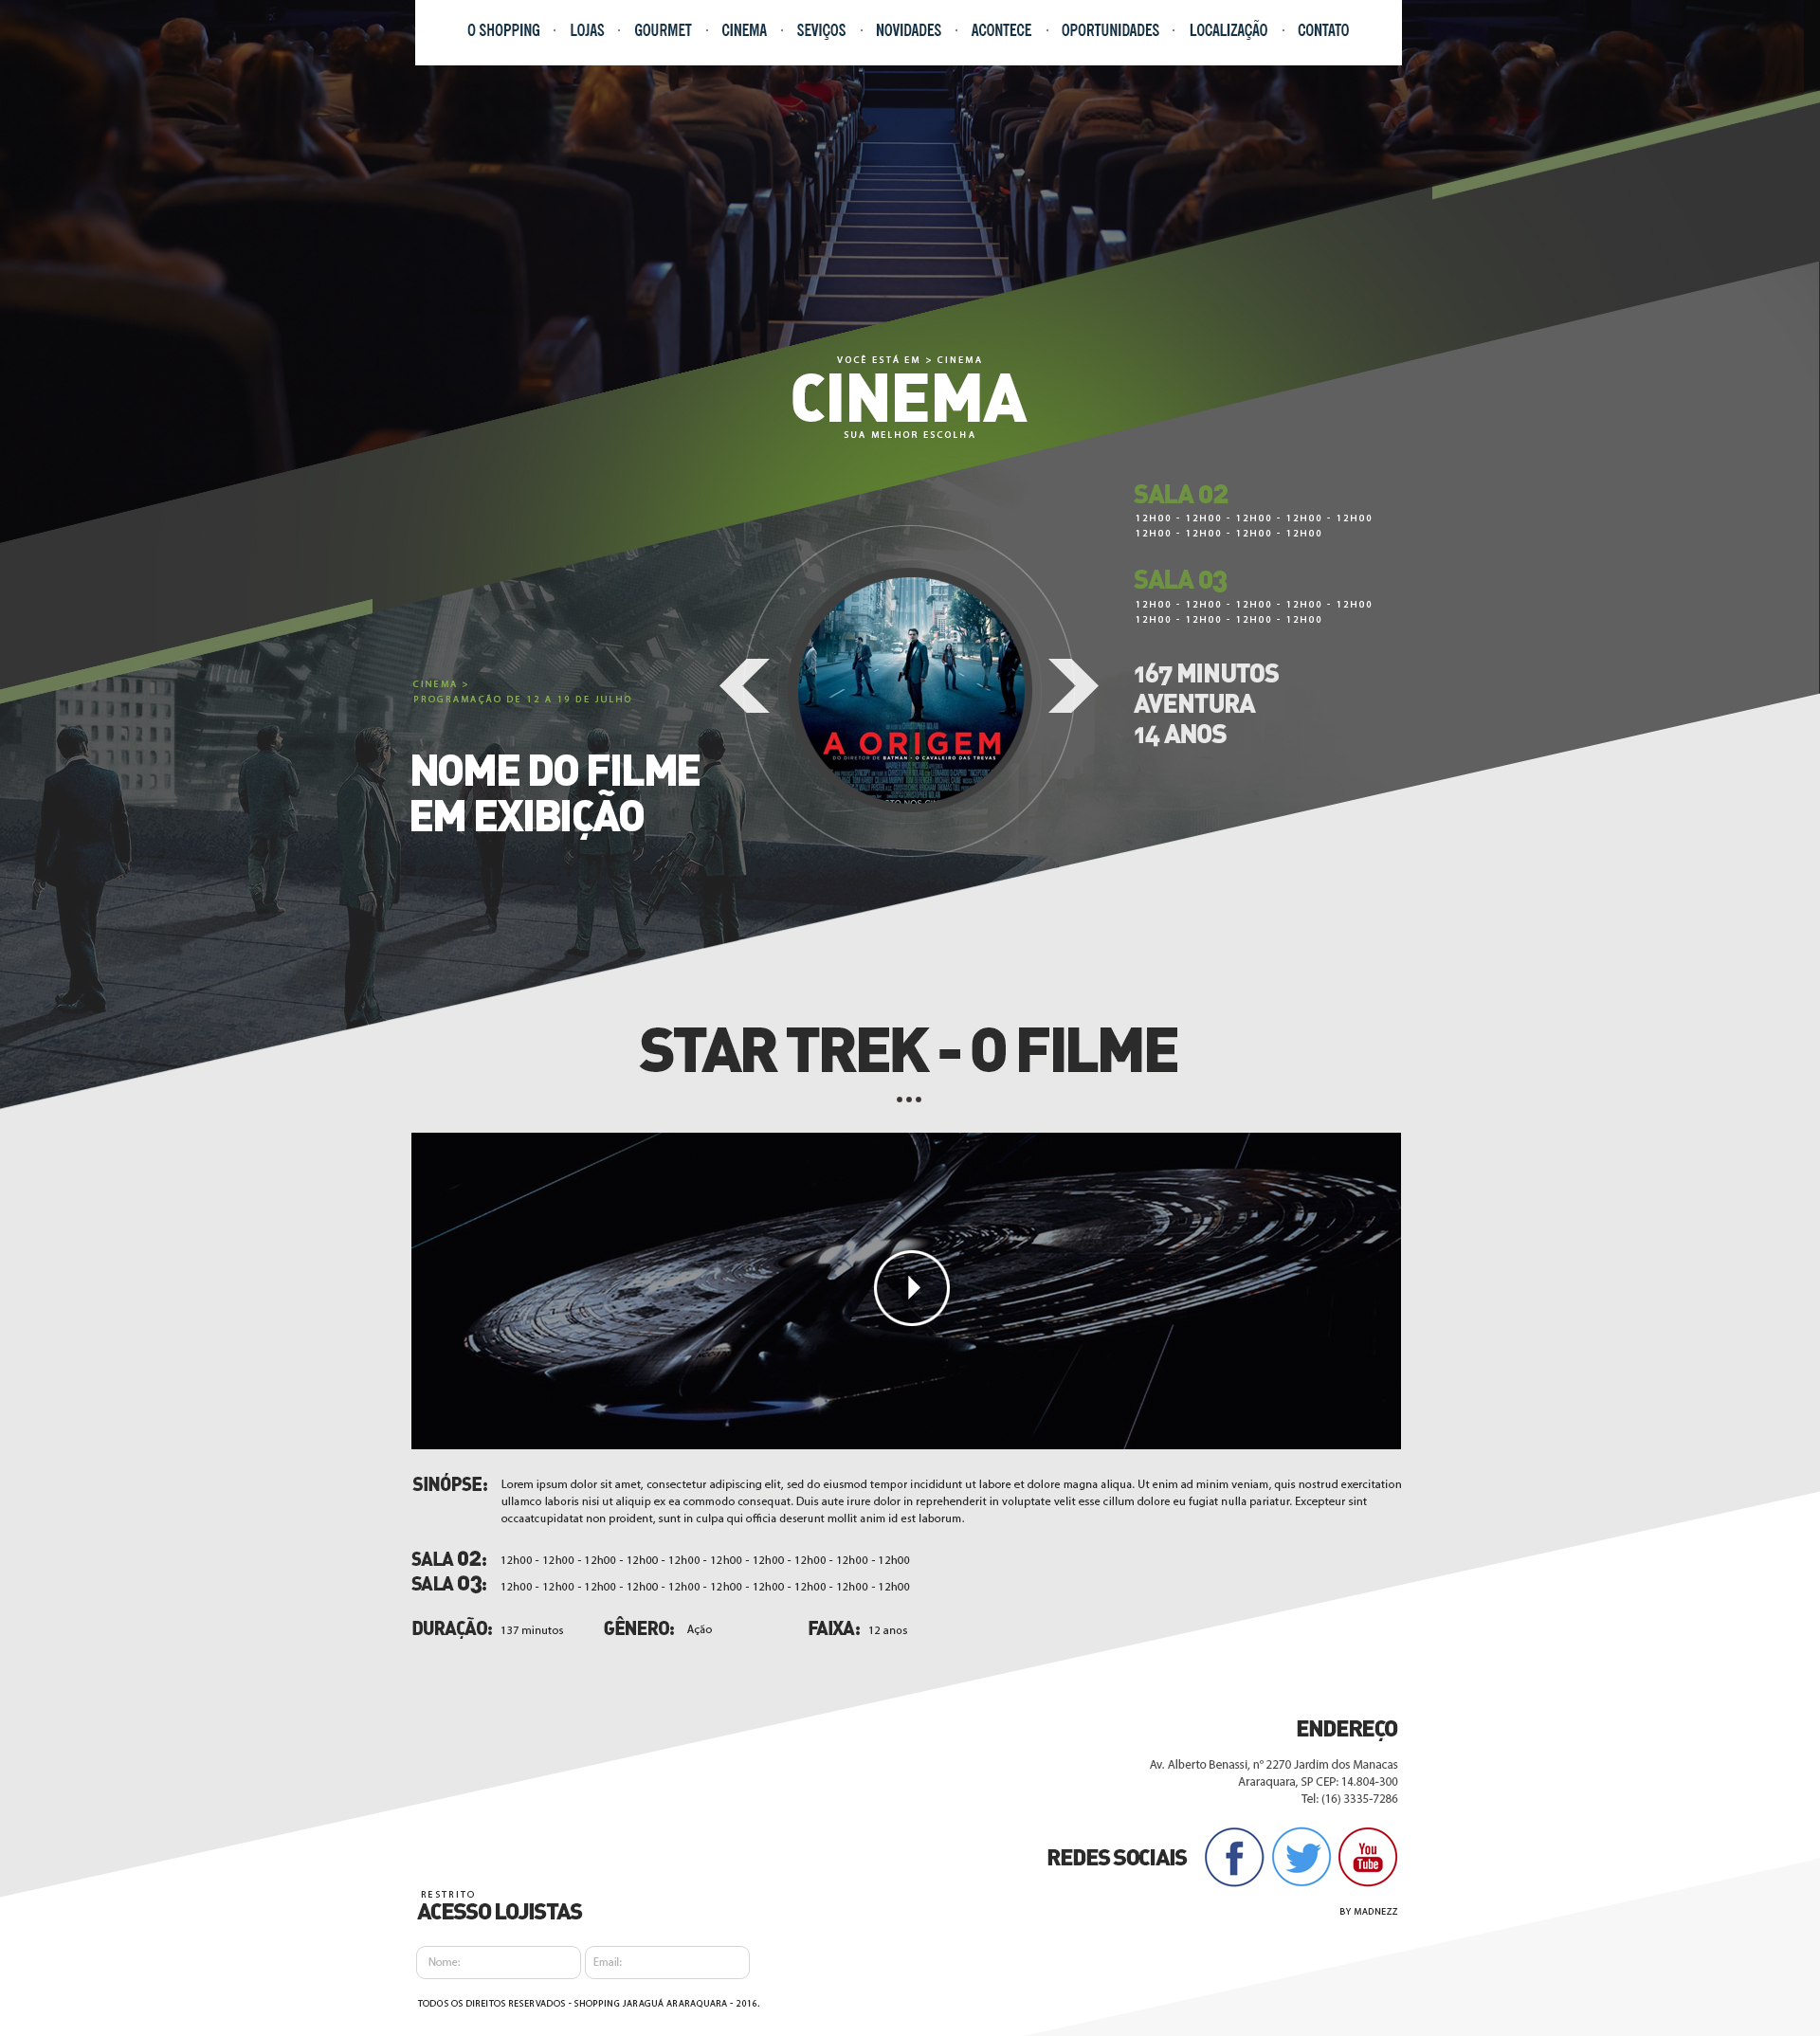 O SHOPPING · LOJAS · GOURMET · CINEMA · SEVIÇOS · NOVIDADES · ACONTECE · OPORTUNIDADES · LOCALIZAÇÃO · CONTATO
VOCÊ ESTÁ EM > CINEMA
CINEMA
SUA MELHOR ESCOLHA
CINEMA >
PROGRAMAÇÃO DE 12 A 19 DE JULHO
NOME DO FILME
EM EXIBIÇÃO
A ORIGEM
DO DIRETOR DE BATMAN - O CAVALEIRO DAS TREVAS
SALA 02
12H00 - 12H00 - 12H00 - 12H00 - 12H00
12H00 - 12H00 - 12H00 - 12H00
SALA 03
12H00 - 12H00 - 12H00 - 12H00 - 12H00
12H00 - 12H00 - 12H00 - 12H00
167 MINUTOS
AVENTURA
14 ANOS
STAR TREK - O FILME
SINÓPSE: Lorem ipsum dolor sit amet, consectetur adipiscing elit, sed do eiusmod tempor incididunt ut labore et dolore magna aliqua. Ut enim ad minim veniam, quis nostrud exercitation
ullamco laboris nisi ut aliquip ex ea commodo consequat. Duis aute irure dolor in reprehenderit in voluptate velit esse cillum dolore eu fugiat nulla pariatur. Excepteur sint
occaatcupidatat non proident, sunt in culpa qui officia deserunt mollit anim id est laborum.
SALA 02: 12h00 - 12h00 - 12h00 - 12h00 - 12h00 - 12h00 - 12h00 - 12h00 - 12h00 - 12h00
SALA 03: 12h00 - 12h00 - 12h00 - 12h00 - 12h00 - 12h00 - 12h00 - 12h00 - 12h00 - 12h00
DURAÇÃO: 137 minutos GÊNERO: Ação FAIXA: 12 anos
ENDEREÇO
Av. Alberto Benassi, n° 2270 Jardim dos Manacas
Araraquara, SP CEP: 14.804-300
Tel: (16) 3335-7286
REDES SOCIAIS f You Tube
BY MADNEZZ
RESTRITO
ACESSO LOJISTAS
Nome: Email:
TODOS OS DIREITOS RESERVADOS - SHOPPING JARAGUÁ ARARAQUARA - 2016.